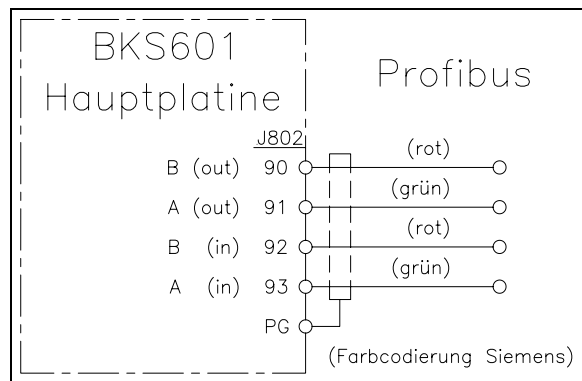 BKS601
Hauptplatine
Profibus
J802
B (out) 90 (rot)
A (out) 91 (grün)
B (in) 92 (rot)
A (in) 93 (grün)
PG
(Farbcodierung Siemens)